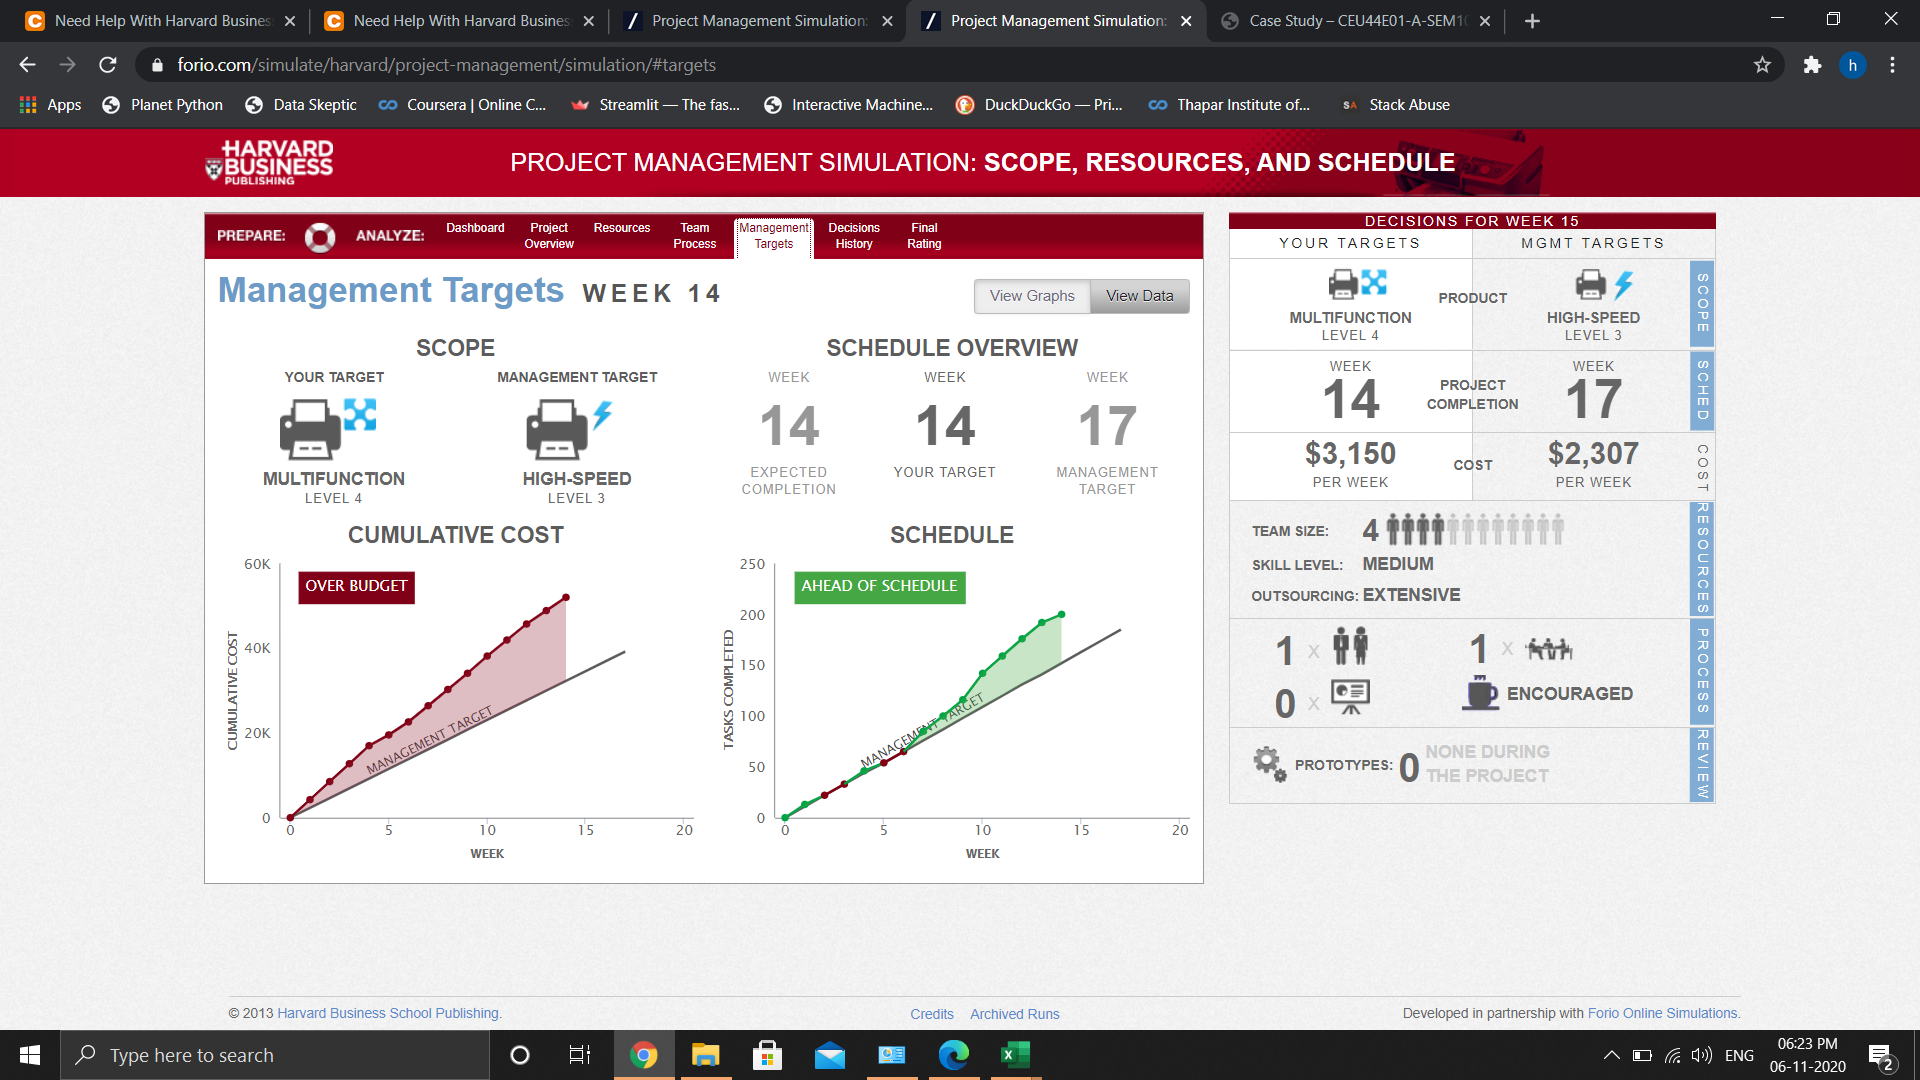 Need Help With Harvard Busines
Need Help With Harvard Busines
Project Management Simulation:
Project Management Simulation:
Case Study – CEU44E01-A-SEM1
forio.com/simulate/harvard/project-management/simulation/#targets
h
Apps
Planet Python
Data Skeptic
Coursera | Online C...
Streamlit — The fas...
Interactive Machine...
DuckDuckGo — Pri...
Thapar Institute of...
SA
Stack Abuse
HARVARD
BUSINESS
PUBLISHING
PROJECT MANAGEMENT SIMULATION: SCOPE, RESOURCES, AND SCHEDULE
PREPARE:
ANALYZE:
Dashboard
Project
Overview
Resources
Team
Process
Management
Targets
Decisions
History
Final
Rating
Management Targets WEEK 14
View Graphs
View Data
SCOPE
YOUR TARGET
MANAGEMENT TARGET
MULTIFUNCTION
LEVEL 4
HIGH-SPEED
LEVEL 3
SCHEDULE OVERVIEW
WEEK
14
EXPECTED
COMPLETION
WEEK
14
YOUR TARGET
WEEK
17
MANAGEMENT
TARGET
CUMULATIVE COST
OVER BUDGET
CUMULATIVE COST
60K
40K
20K
0
MANAGEMENT TARGET
0 5 10 15 20
WEEK
SCHEDULE
AHEAD OF SCHEDULE
TASKS COMPLETED
250
200
150
100
50
0
MANAGEMENT TARGET
0 5 10 15 20
WEEK
DECISIONS FOR WEEK 15
YOUR TARGETS
MGMT TARGETS
MULTIFUNCTION
LEVEL 4
PRODUCT
HIGH-SPEED
LEVEL 3
SCOPE
WEEK
14
PROJECT
COMPLETION
WEEK
17
SCHED
$3,150
PER WEEK
COST
$2,307
PER WEEK
COST
TEAM SIZE: 4
SKILL LEVEL: MEDIUM
OUTSOURCING: EXTENSIVE
RESOURCES
1 X
1 X
0 X
ENCOURAGED
PROCESS
PROTOTYPES: 0 NONE DURING
THE PROJECT
REVIEW
© 2013 Harvard Business School Publishing.
Credits
Archived Runs
Developed in partnership with Forio Online Simulations.
Type here to search
ENG
06:23 PM
06-11-2020
2